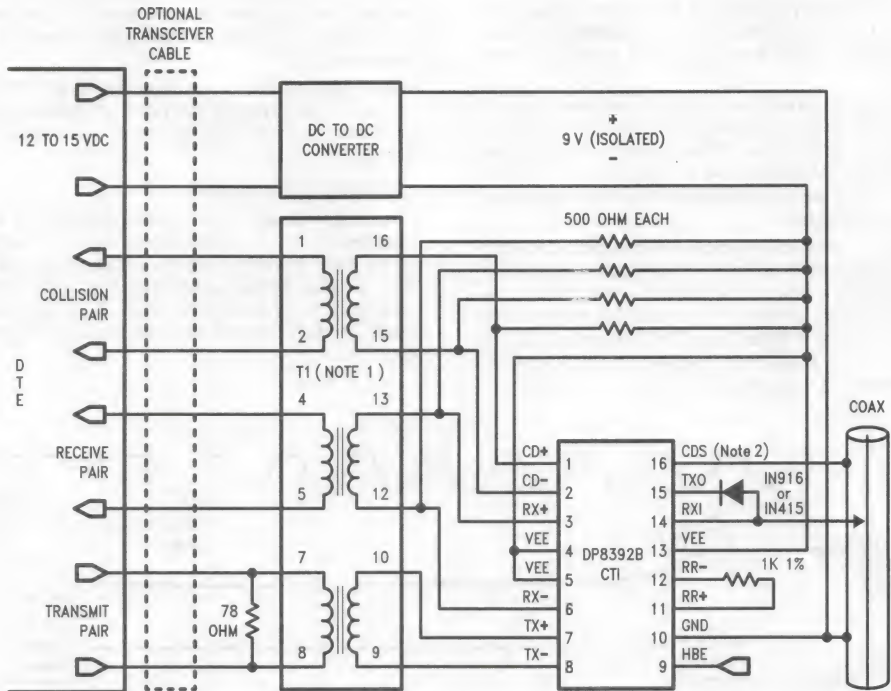 OPTIONAL
TRANSCEIVER
CABLE
12 TO 15 VDC
DC TO DC
CONVERTER
+
9 V (ISOLATED)
-
500 OHM EACH
1
16
COLLISION
PAIR
2
15
T1 ( NOTE 1 )
D
T
E
4
13
RECEIVE
PAIR
5
12
7
10
TRANSMIT
PAIR
78
OHM
8
9
COAX
CD+
1
16
CDS (Note 2)
CD-
2
15
TXO
IN916
or
IN415
RX+
3
14
RXI
VEE
4
13
VEE
DP8392B
CTI
VEE
5
12
RR-
1K 1%
RX-
6
11
RR+
TX+
7
10
GND
TX-
8
9
HBE